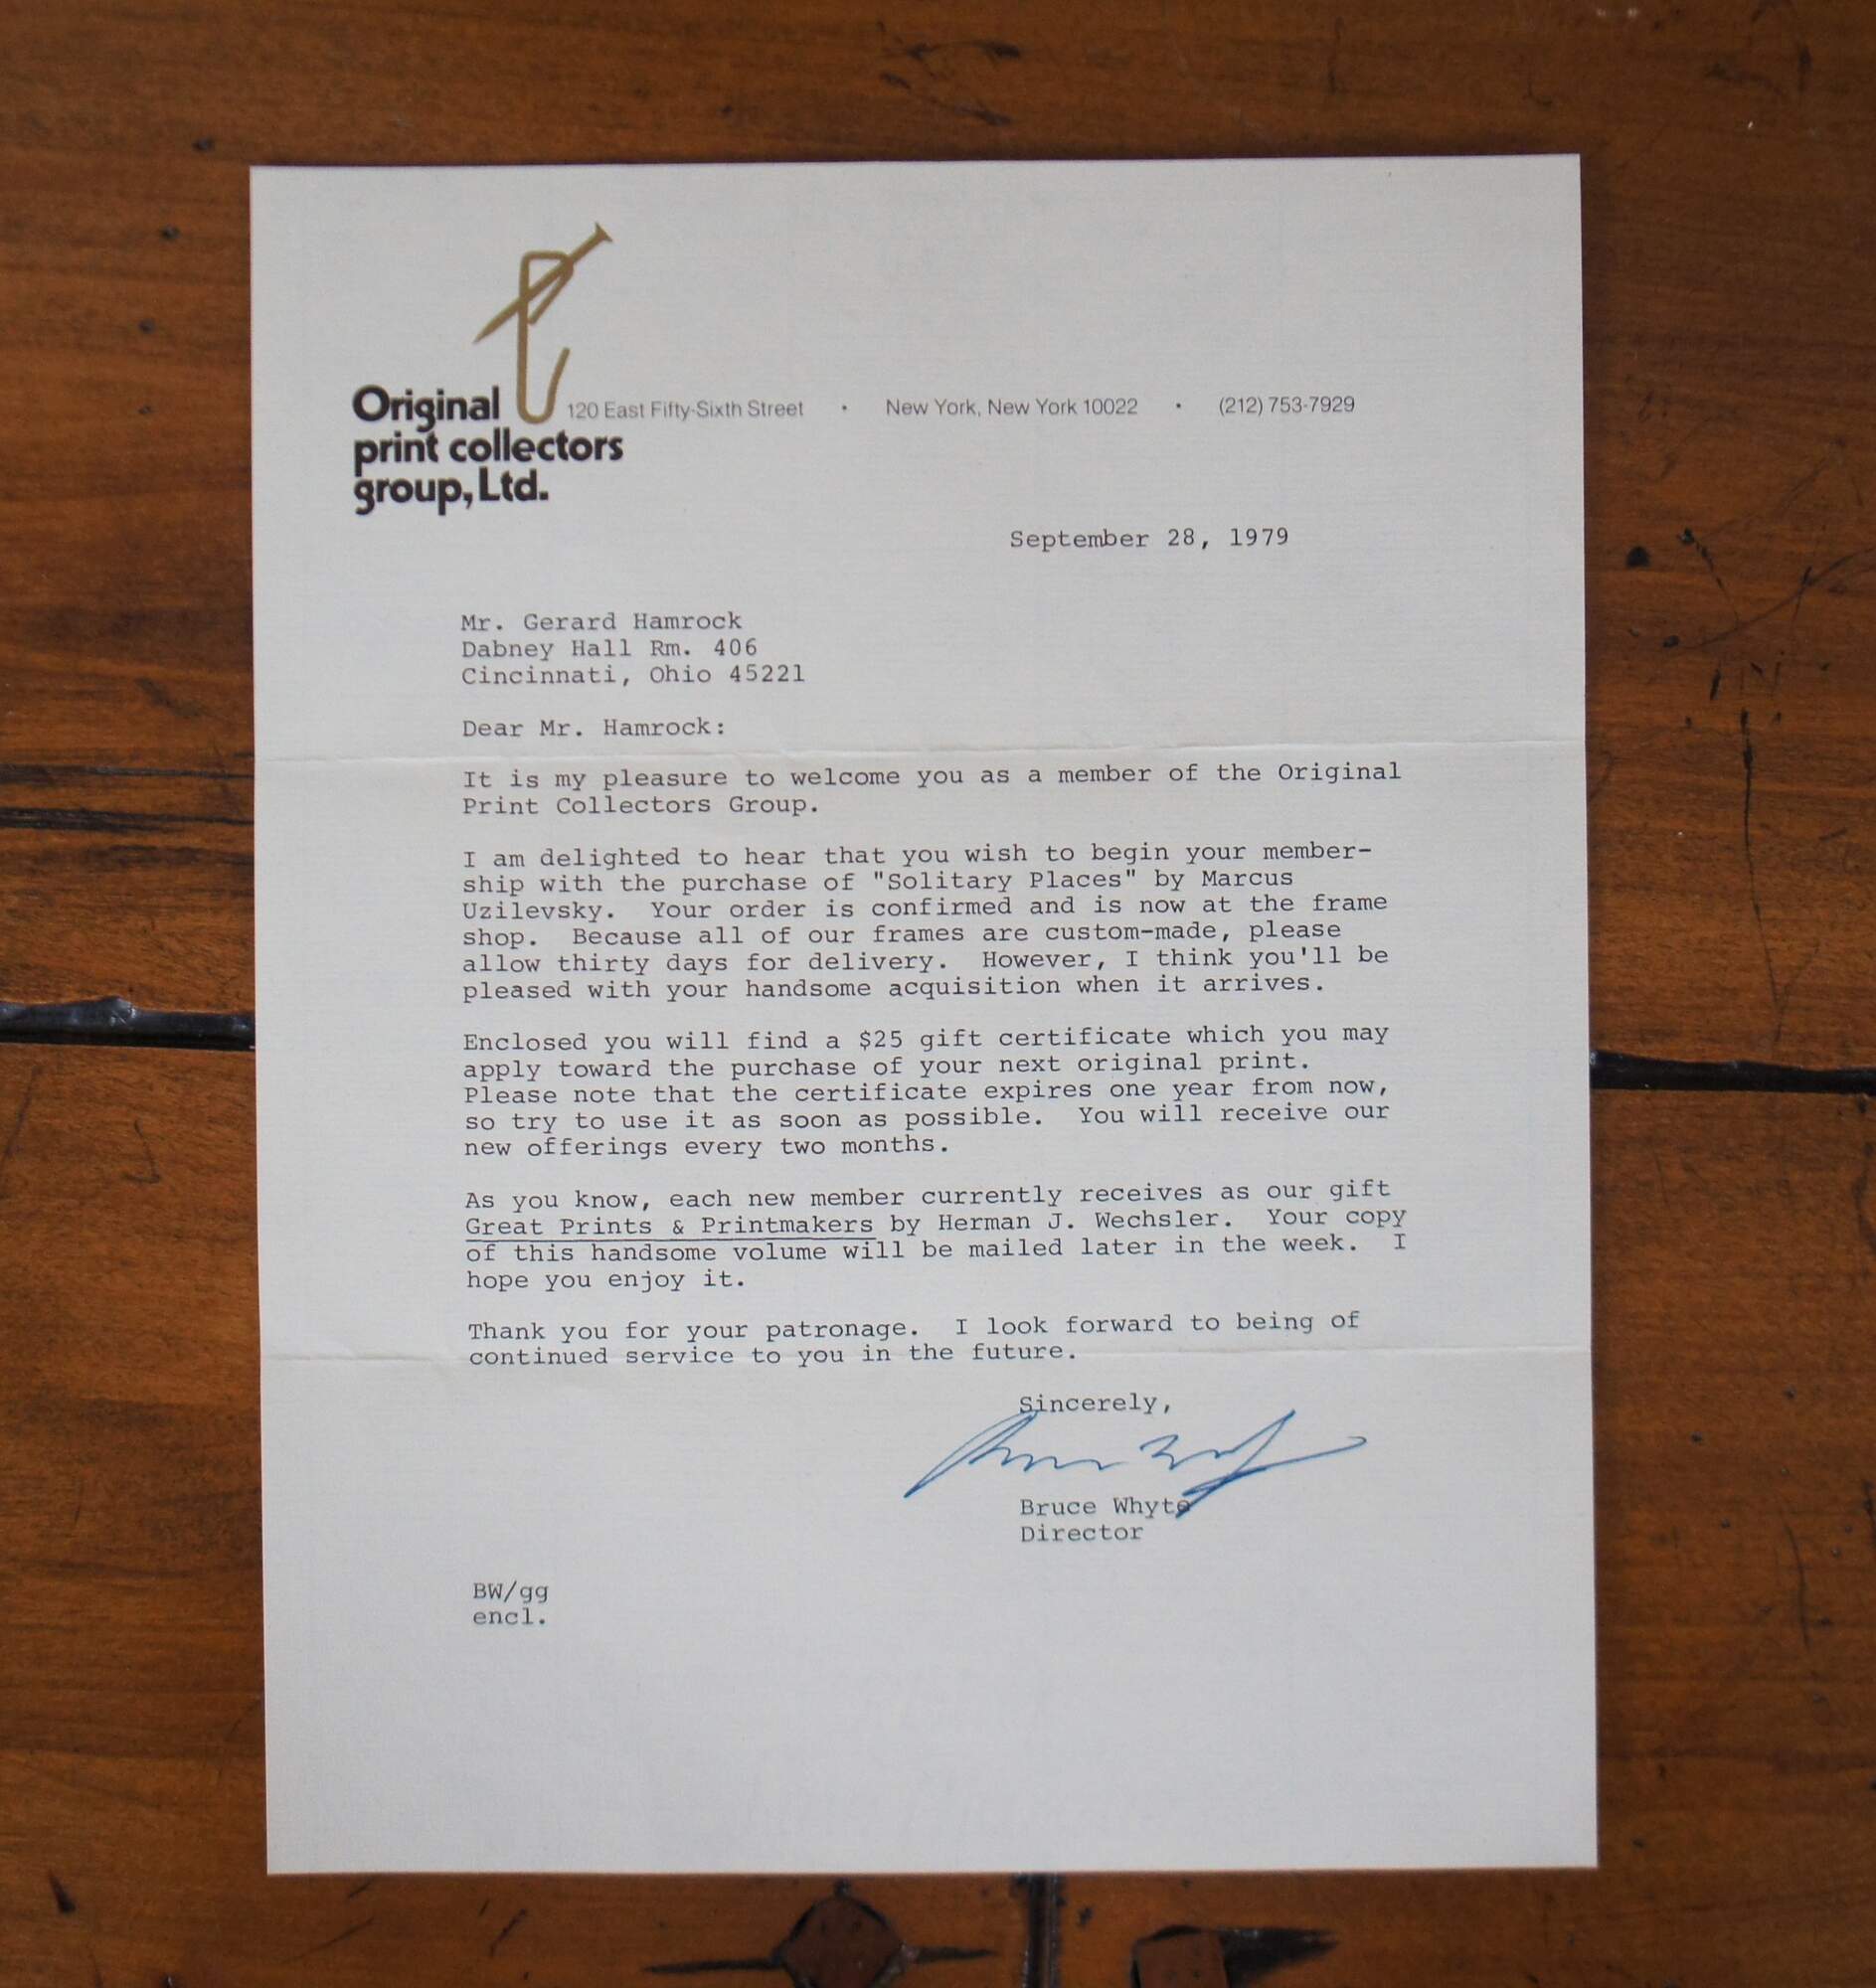 Original
120 East Fifty-Sixth Street · New York, New York 10022 · (212) 753-7929
print collectors
group, Ltd.
September 28, 1979
Mr. Gerard Hamrock
Dabney Hall Rm. 406
Cincinnati, Ohio 45221
Dear Mr. Hamrock:
It is my pleasure to welcome you as a member of the Original
Print Collectors Group.
I am delighted to hear that you wish to begin your member-
ship with the purchase of "Solitary Places" by Marcus
Uzilevsky. Your order is confirmed and is now at the frame
shop. Because all of our frames are custom-made, please
allow thirty days for delivery. However, I think you'll be
pleased with your handsome acquisition when it arrives.
Enclosed you will find a $25 gift certificate which you may
apply toward the purchase of your next original print.
Please note that the certificate expires one year from now,
so try to use it as soon as possible. You will receive our
new offerings every two months.
As you know, each new member currently receives as our gift
Great Prints & Printmakers by Herman J. Wechsler. Your copy
of this handsome volume will be mailed later in the week. I
hope you enjoy it.
Thank you for your patronage. I look forward to being of
continued service to you in the future.
Sincerely,
Bruce Whyte
Director
BW/gg
encl.